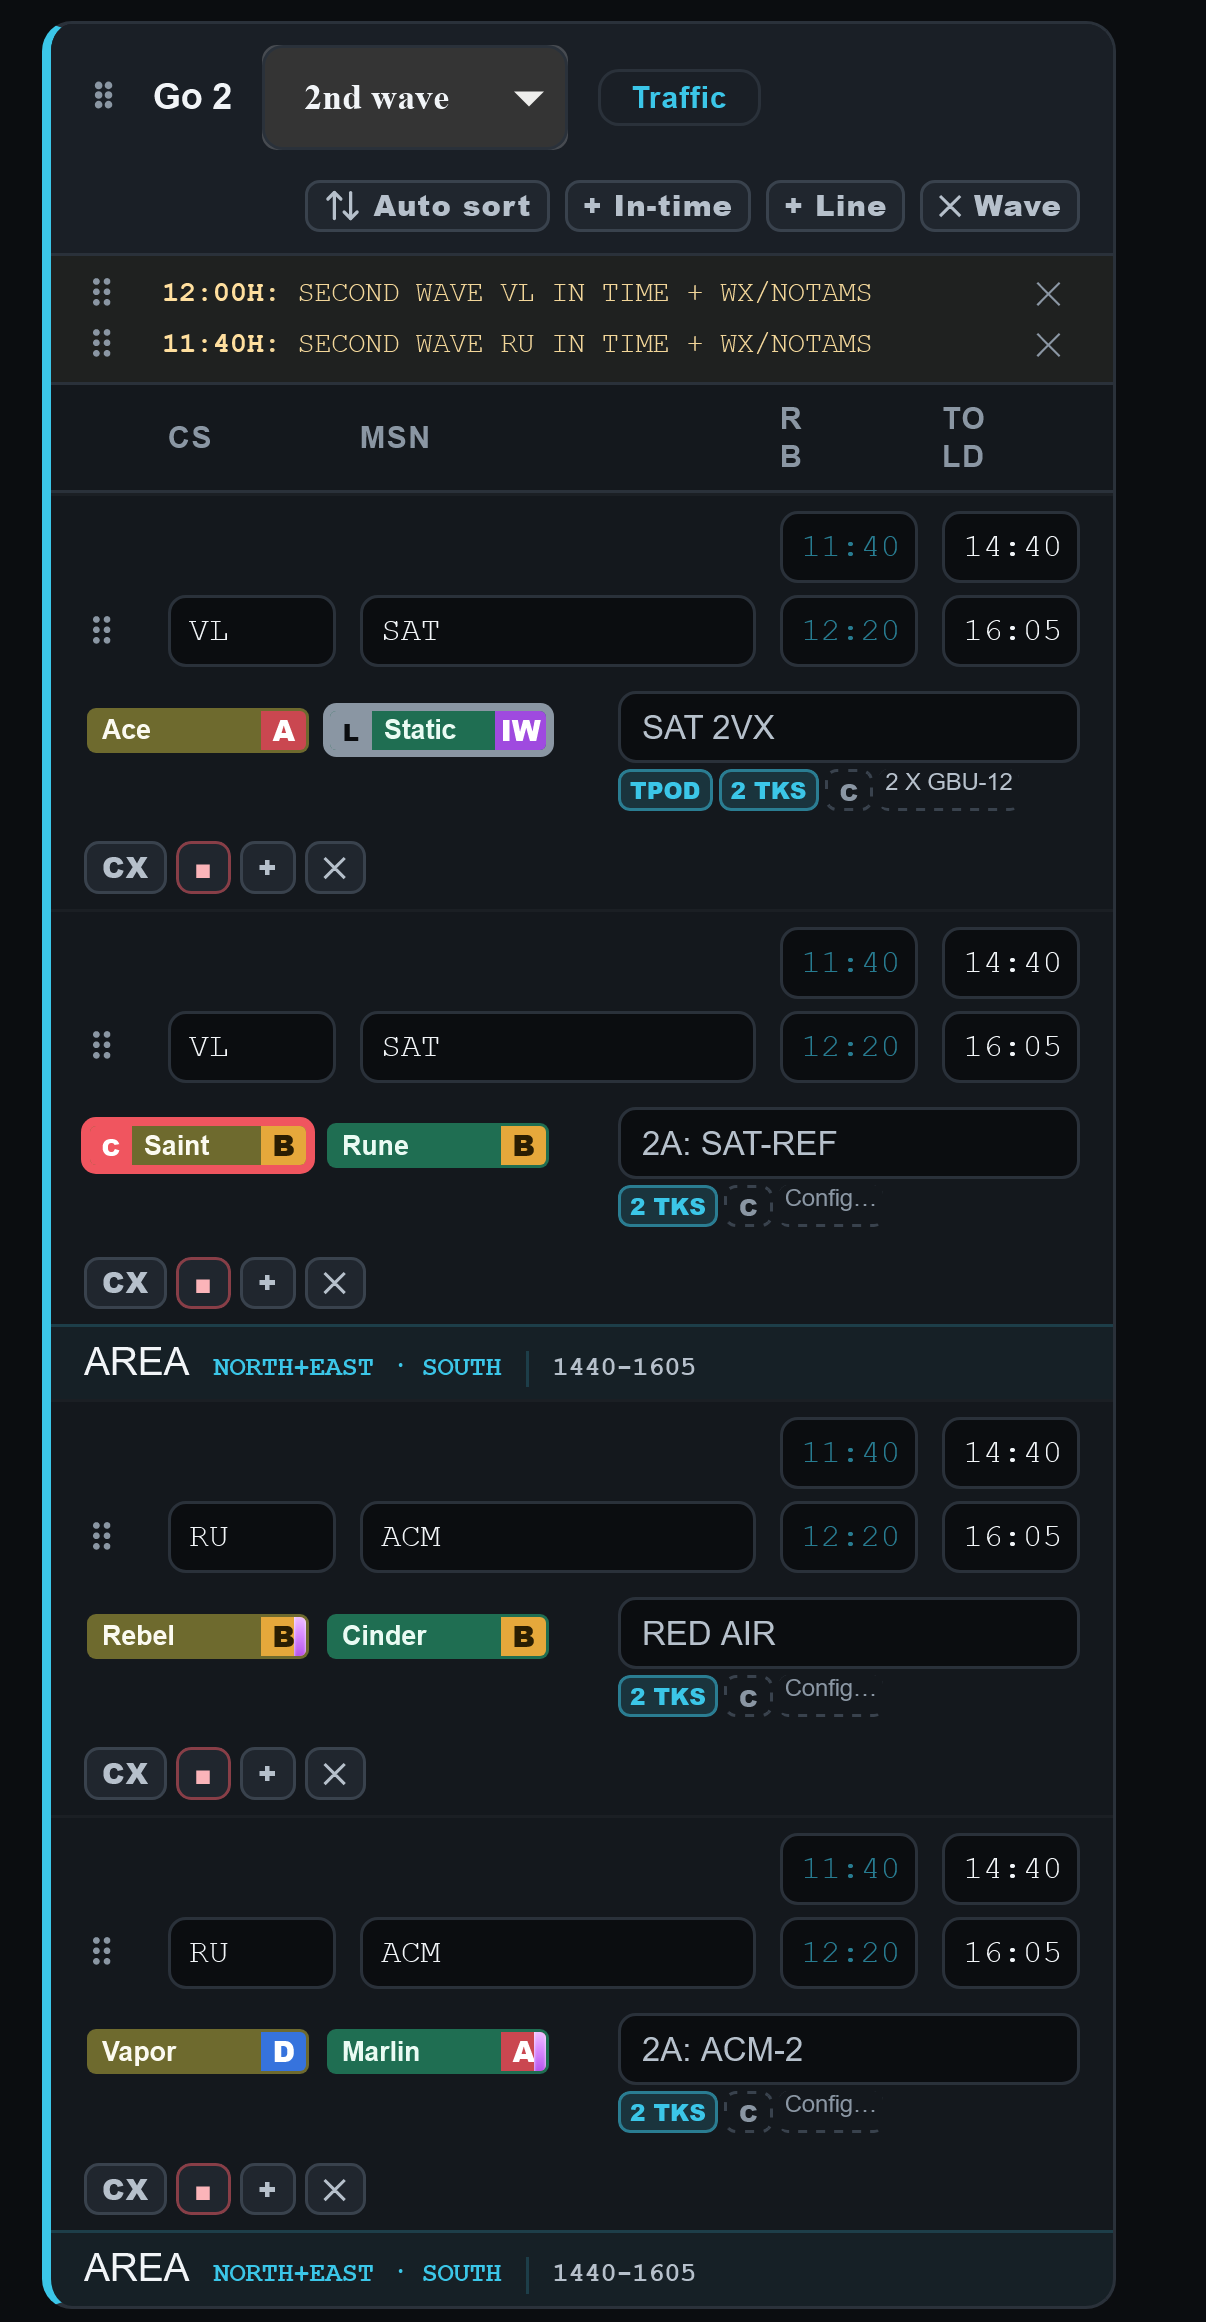 Go 2 2nd wave Traffic
Auto sort + In-time + Line × Wave
12:00H: SECOND WAVE VL IN TIME + WX/NOTAMS ×
11:40H: SECOND WAVE RU IN TIME + WX/NOTAMS ×
CS MSN R B TO LD
11:40 14:40
VL SAT 12:20 16:05
Ace A L Static IW SAT 2VX
TPOD 2 TKS C 2 X GBU-12
CX + ×
11:40 14:40
VL SAT 12:20 16:05
C Saint B Rune B 2A: SAT-REF
2 TKS C Config...
CX + ×
AREA NORTH+EAST · SOUTH 1440-1605
11:40 14:40
RU ACM 12:20 16:05
Rebel B Cinder B RED AIR
2 TKS C Config...
CX + ×
11:40 14:40
RU ACM 12:20 16:05
Vapor D Marlin A 2A: ACM-2
2 TKS C Config...
CX + ×
AREA NORTH+EAST · SOUTH 1440-1605